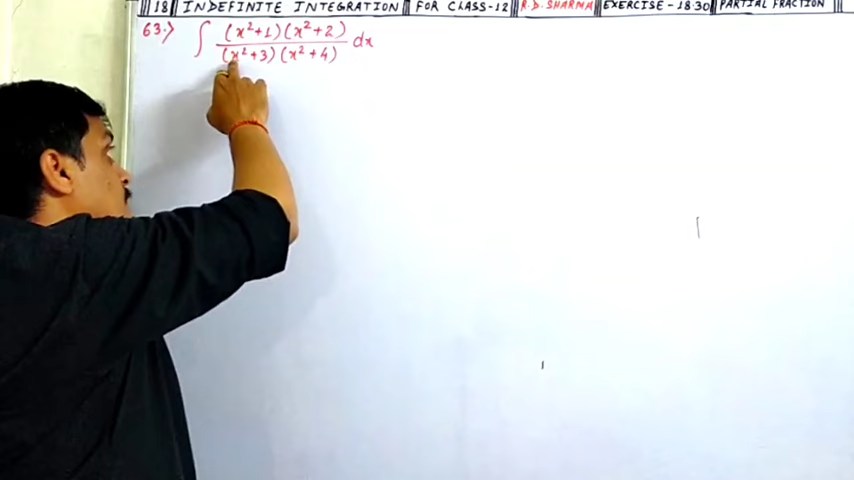 18 INDEFINITE INTEGRATION FOR CLASS-12 R.D. SHARMA EXERCISE-18.30 PARTIAL FRACTION
63.) ∫ (x²+1)(x²+2) / (x²+3)(x²+4) dx